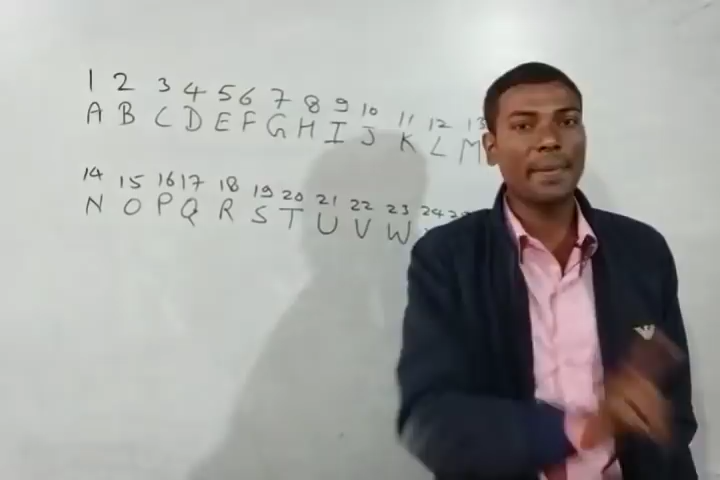 1 2 3 4 5 6 7 8 9 10 11 12 13
A B C D E F G H I J K L M
14 15 16 17 18 19 20 21 22 23 24
N O P Q R S T U V W